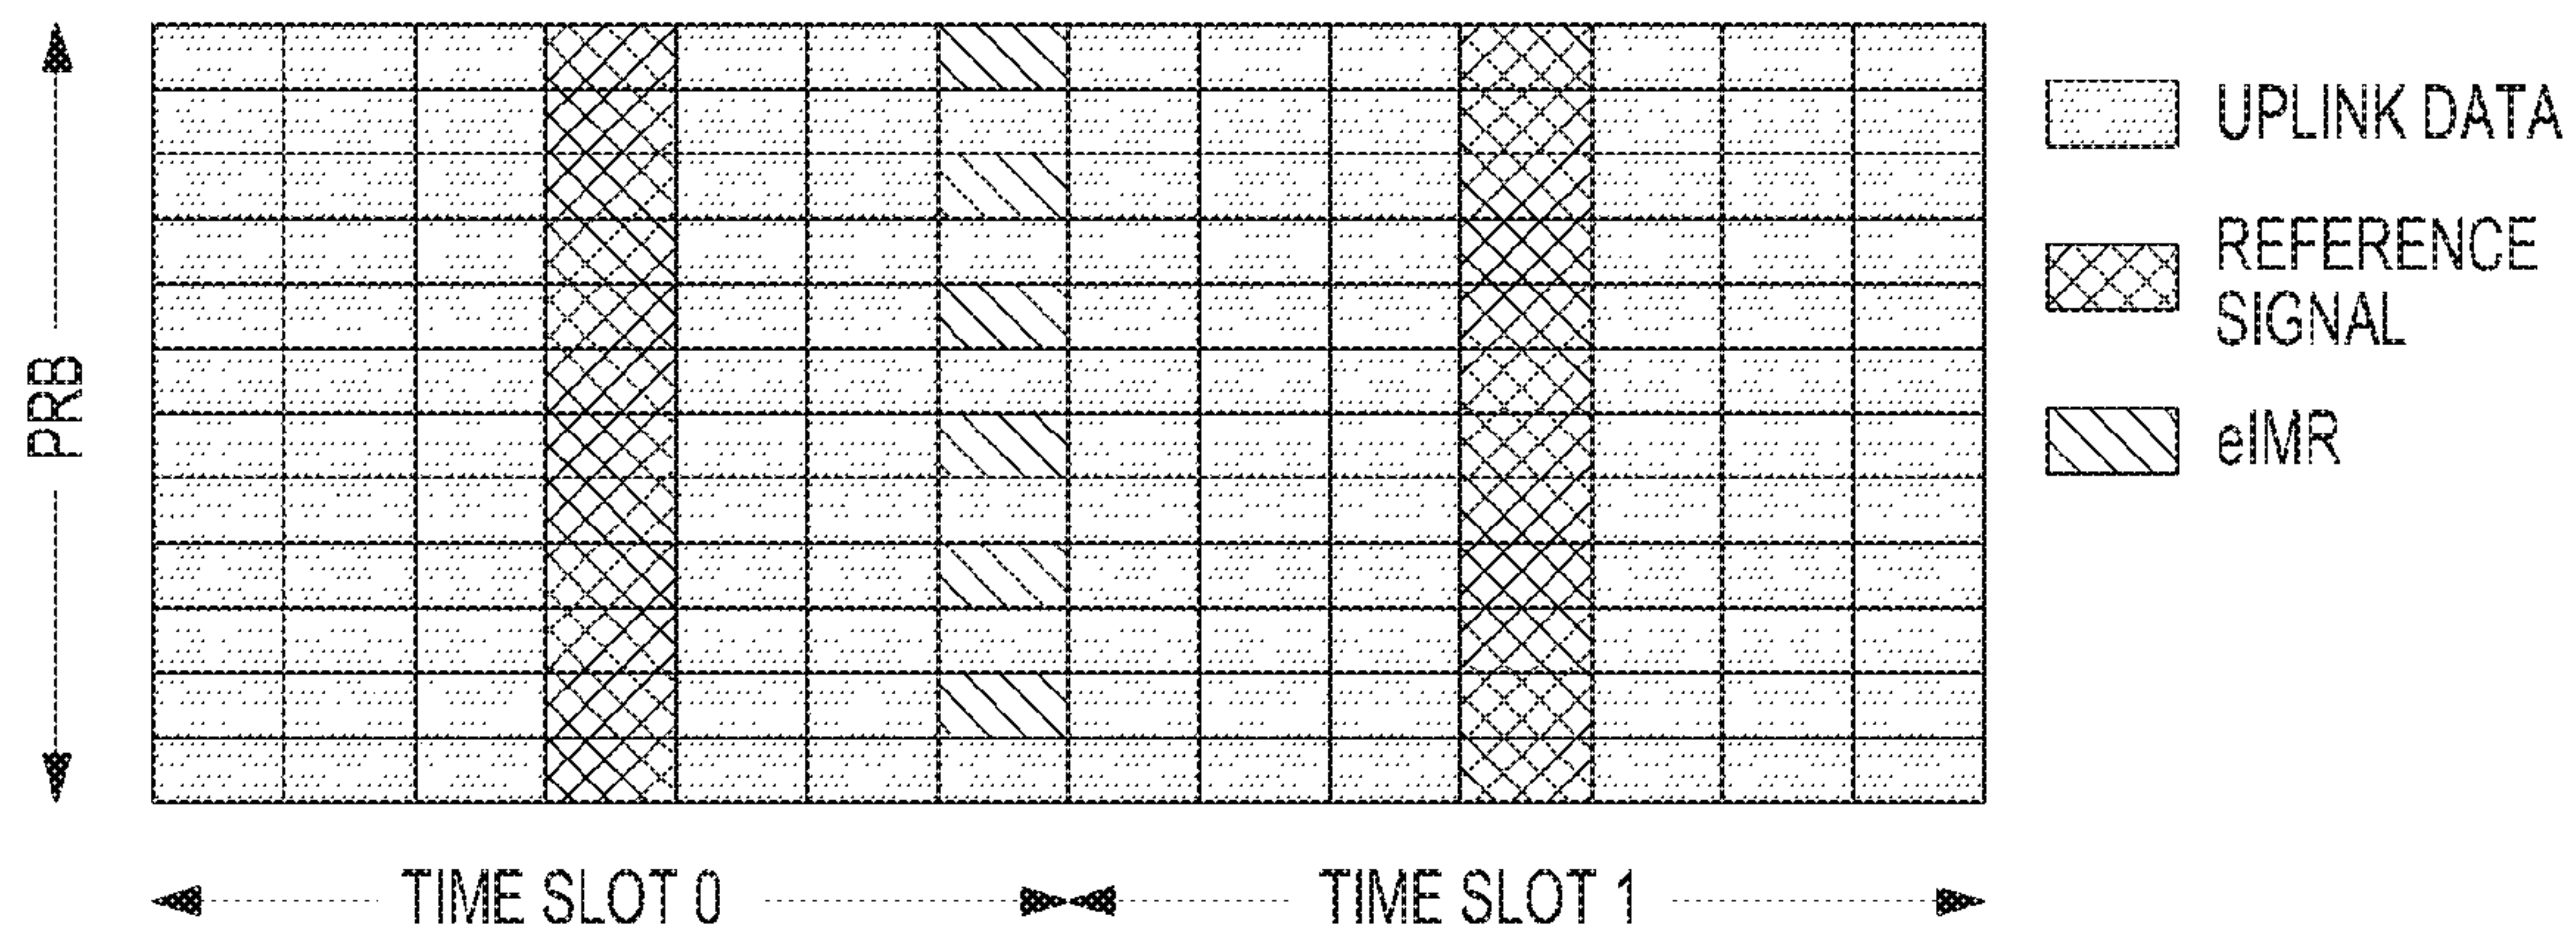 PRB
UPLINK DATA
REFERENCE
SIGNAL
eIMR
TIME SLOT 0
TIME SLOT 1